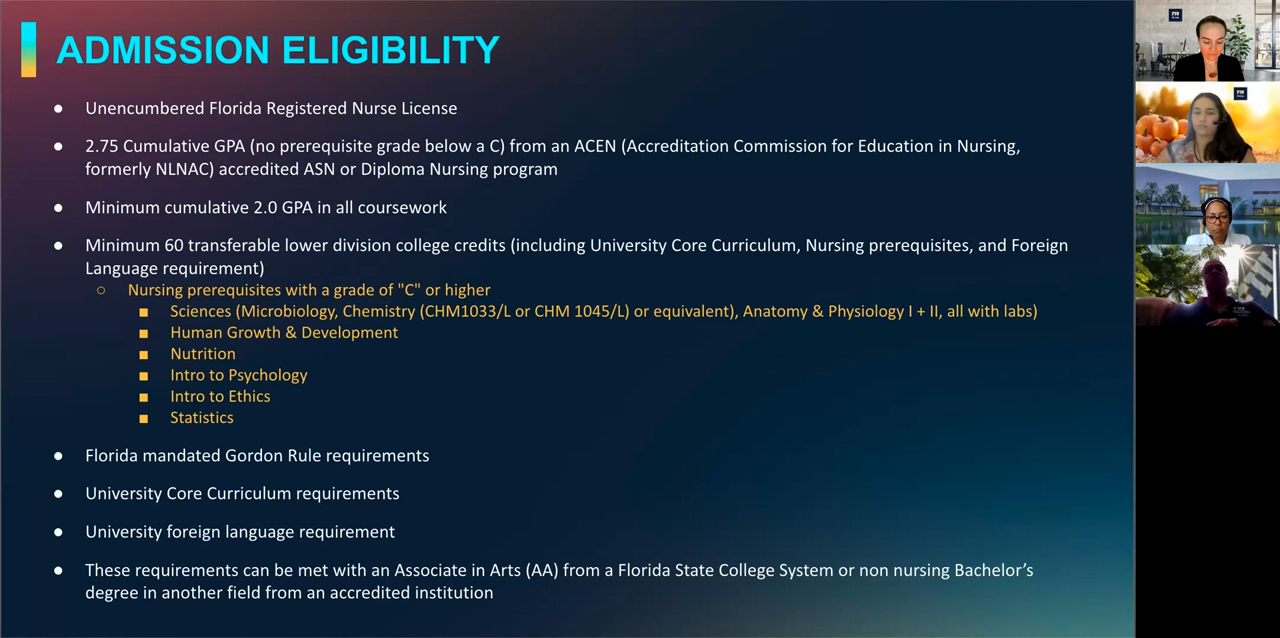 ADMISSION ELIGIBILITY
● Unencumbered Florida Registered Nurse License
● 2.75 Cumulative GPA (no prerequisite grade below a C) from an ACEN (Accreditation Commission for Education in Nursing,
formerly NLNAC) accredited ASN or Diploma Nursing program
● Minimum cumulative 2.0 GPA in all coursework
● Minimum 60 transferable lower division college credits (including University Core Curriculum, Nursing prerequisites, and Foreign
Language requirement)
○ Nursing prerequisites with a grade of "C" or higher
■ Sciences (Microbiology, Chemistry (CHM1033/L or CHM 1045/L) or equivalent), Anatomy & Physiology I + II, all with labs)
■ Human Growth & Development
■ Nutrition
■ Intro to Psychology
■ Intro to Ethics
■ Statistics
● Florida mandated Gordon Rule requirements
● University Core Curriculum requirements
● University foreign language requirement
● These requirements can be met with an Associate in Arts (AA) from a Florida State College System or non nursing Bachelor’s
degree in another field from an accredited institution